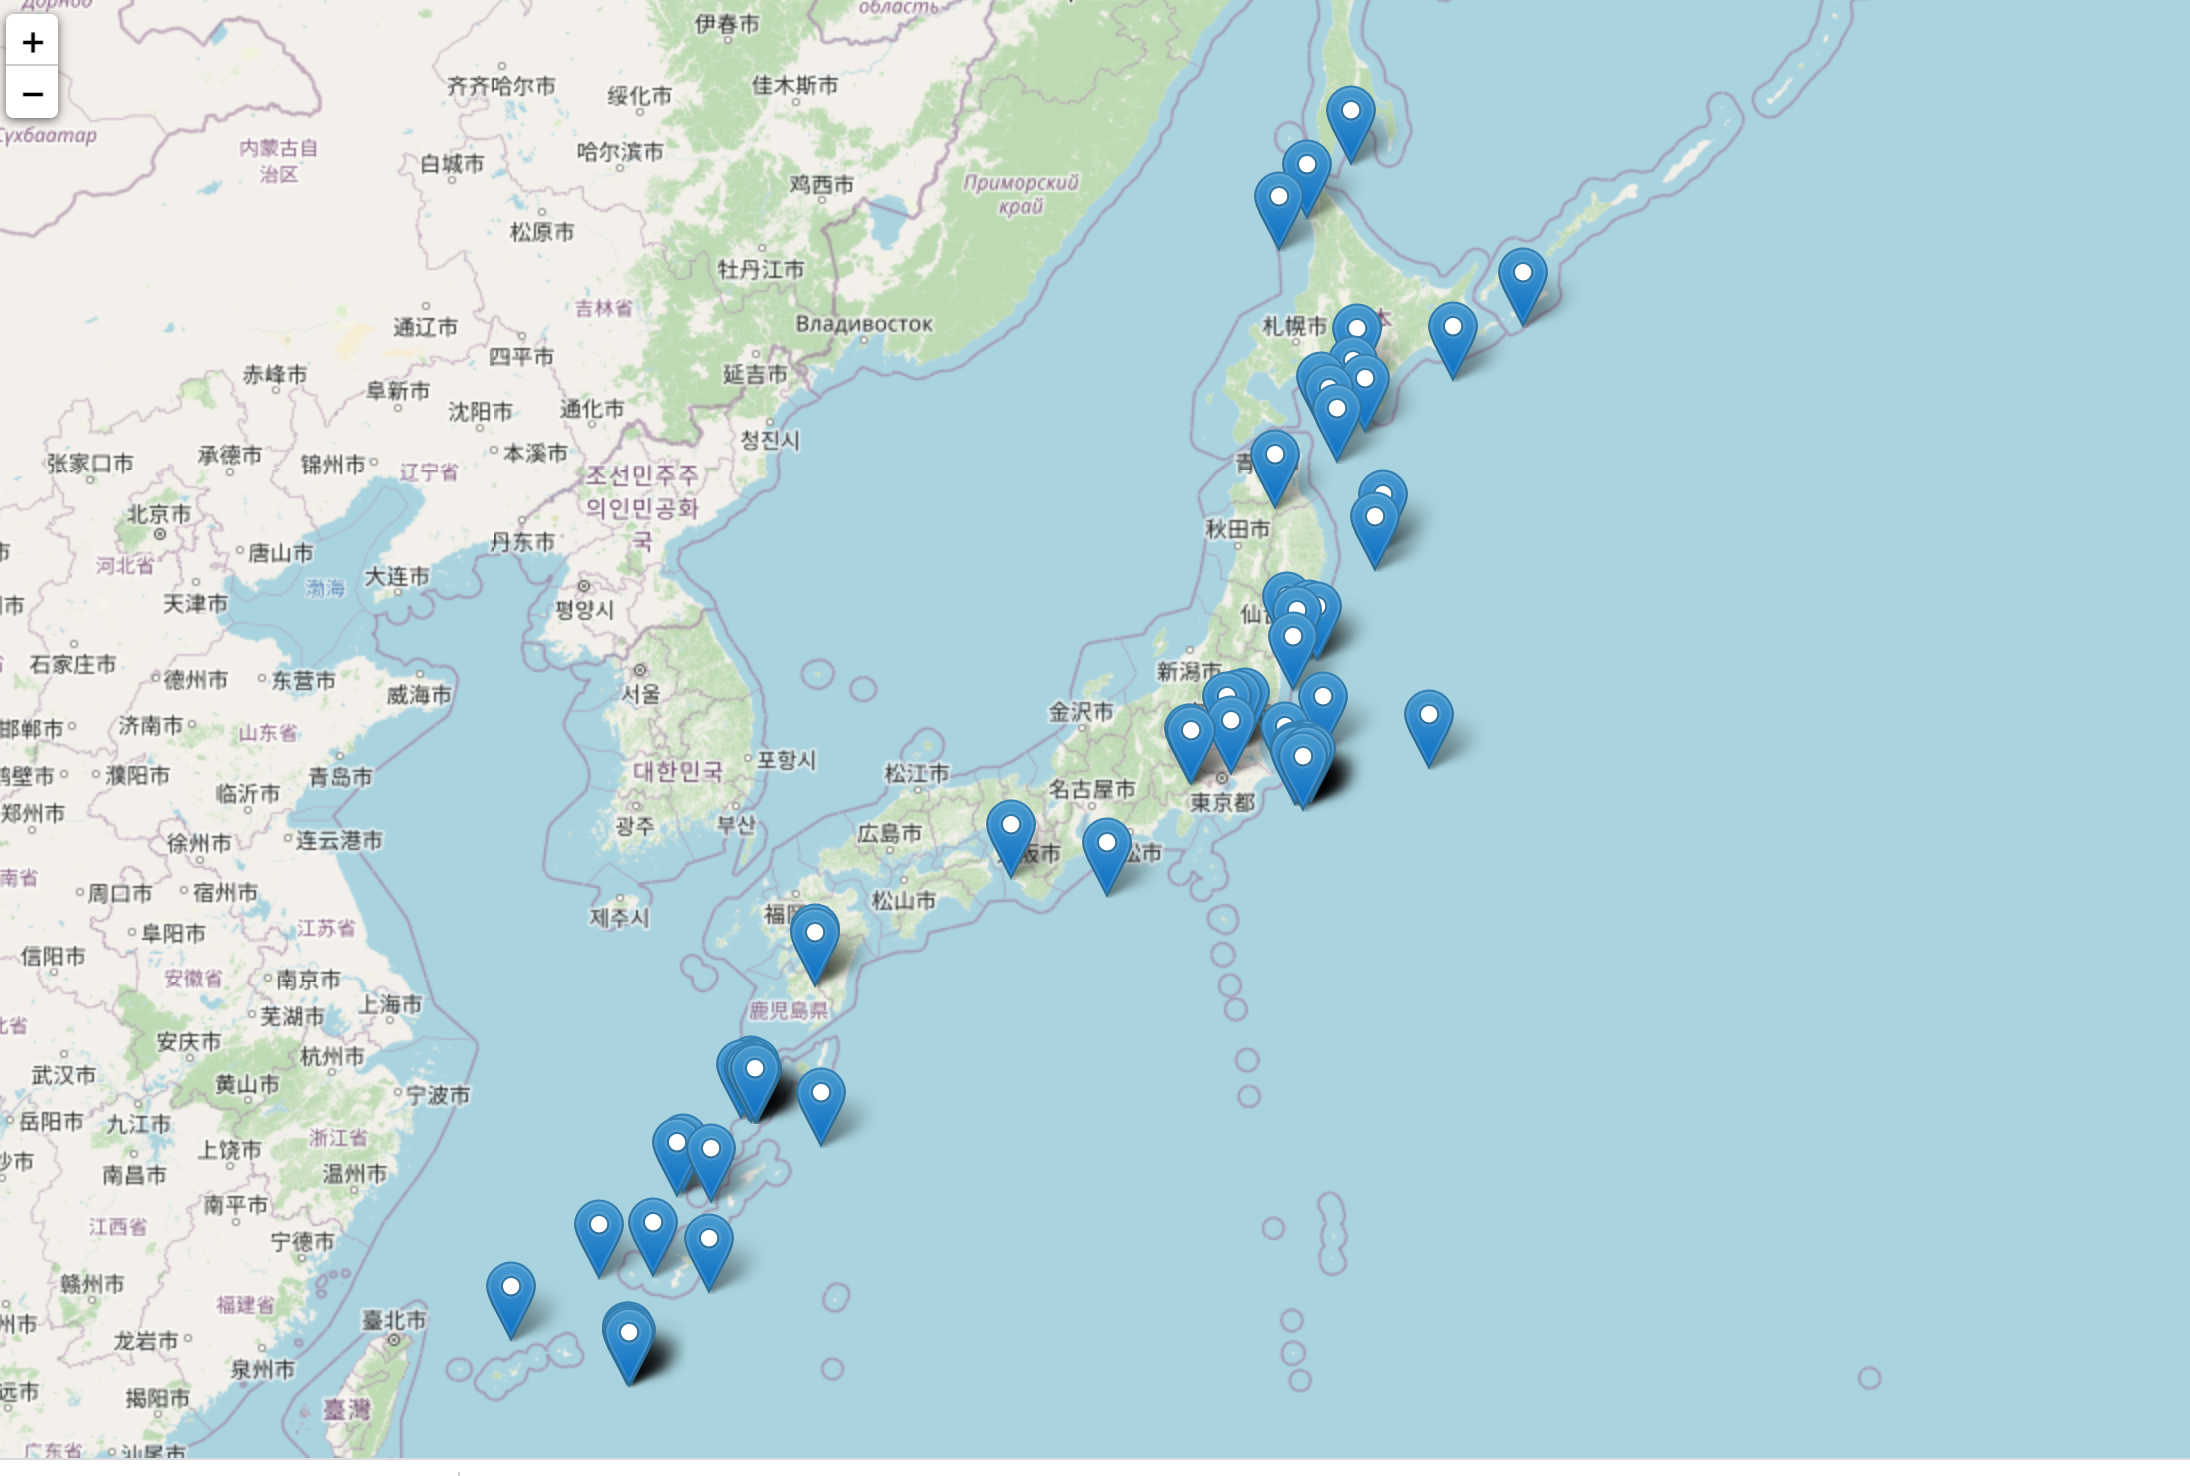 +
−
область
伊春市
齐齐哈尔市
绥化市
佳木斯市
内蒙古自
治区
白城市
哈尔滨市
鸡西市
Приморский
край
松原市
牡丹江市
吉林省
通辽市
四平市
Владивосток
札幌市
赤峰市
阜新市
延吉市
沈阳市
通化市
청진시
张家口市
承德市
锦州市
辽宁省
本溪市
조선민주주
의인민공화
국
北京市
秋田市
丹东市
唐山市
河北省
大连市
渤海
天津市
평양시
石家庄市
德州市
东营市
威海市
서울
新潟市
金沢市
济南市
山东省
濮阳市
青岛市
대한민국
포항시
松江市
名古屋市
東京都
临沂市
郑州市
광주
부산
広島市
徐州市
连云港市
周口市
宿州市
松山市
제주시
阜阳市
江苏省
信阳市
安徽省
南京市
上海市
鹿児島県
芜湖市
安庆市
杭州市
武汉市
黄山市
宁波市
岳阳市
九江市
浙江省
上饶市
南昌市
温州市
南平市
江西省
宁德市
赣州市
福建省
臺北市
龙岩市
泉州市
揭阳市
臺灣
广东省
汕尾市